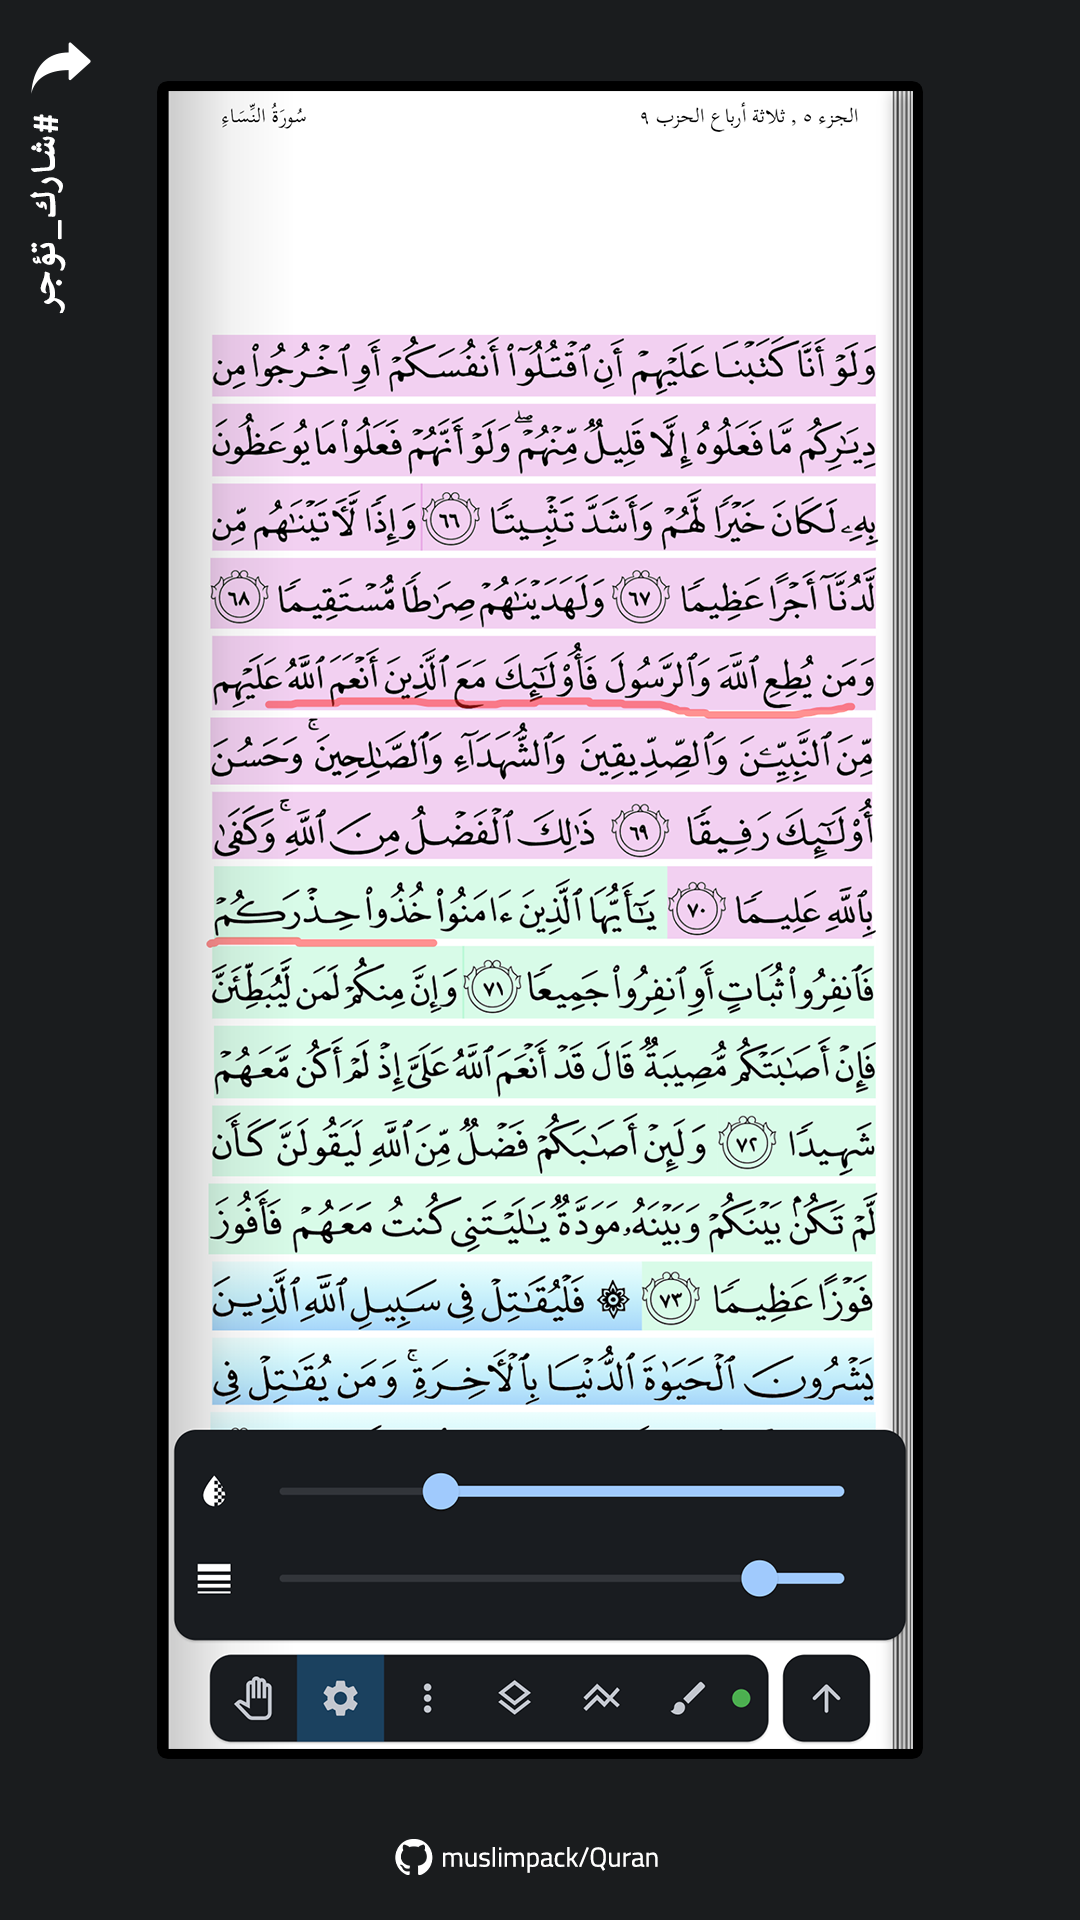 #شارك_تؤجر
الجزء ٥ , ثلاثة أرباع الحزب ٩
سُورَةُ النِّسَاءِ
وَلَوْ أَنَّا كَتَبْنَا عَلَيْهِمْ أَنِ ٱقْتُلُوٓا۟ أَنفُسَكُمْ أَوِ ٱخْرُجُوا۟ مِن
دِيَـٰرِكُم مَّا فَعَلُوهُ إِلَّا قَلِيلٌ مِّنْهُمْ ۖ وَلَوْ أَنَّهُمْ فَعَلُوا۟ مَا يُوعَظُونَ
بِهِۦ لَكَانَ خَيْرًا لَّهُمْ وَأَشَدَّ تَثْبِيتًا ٦٦ وَإِذًا لَّـَٔاتَيْنَـٰهُم مِّن
لَّدُنَّآ أَجْرًا عَظِيمًا ٦٧ وَلَهَدَيْنَـٰهُمْ صِرَٰطًا مُّسْتَقِيمًا ٦٨
وَمَن يُطِعِ ٱللَّهَ وَٱلرَّسُولَ فَأُو۟لَـٰٓئِكَ مَعَ ٱلَّذِينَ أَنْعَمَ ٱللَّهُ عَلَيْهِم
مِّنَ ٱلنَّبِيِّـۧنَ وَٱلصِّدِّيقِينَ وَٱلشُّهَدَآءِ وَٱلصَّـٰلِحِينَ ۚ وَحَسُنَ
أُو۟لَـٰٓئِكَ رَفِيقًا ٦٩ ذَٰلِكَ ٱلْفَضْلُ مِنَ ٱللَّهِ ۚ وَكَفَىٰ
بِٱللَّهِ عَلِيمًا ٧٠ يَـٰٓأَيُّهَا ٱلَّذِينَ ءَامَنُوا۟ خُذُوا۟ حِذْرَكُمْ
فَٱنفِرُوا۟ ثُبَاتٍ أَوِ ٱنفِرُوا۟ جَمِيعًا ٧١ وَإِنَّ مِنكُمْ لَمَن لَّيُبَطِّئَنَّ
فَإِنْ أَصَـٰبَتْكُم مُّصِيبَةٌ قَالَ قَدْ أَنْعَمَ ٱللَّهُ عَلَىَّ إِذْ لَمْ أَكُن مَّعَهُمْ
شَهِيدًا ٧٢ وَلَئِنْ أَصَـٰبَكُمْ فَضْلٌ مِّنَ ٱللَّهِ لَيَقُولَنَّ كَأَن
لَّمْ تَكُنۢ بَيْنَكُمْ وَبَيْنَهُۥ مَوَدَّةٌ يَـٰلَيْتَنِى كُنتُ مَعَهُمْ فَأَفُوزَ
فَوْزًا عَظِيمًا ٧٣ ۞ فَلْيُقَـٰتِلْ فِى سَبِيلِ ٱللَّهِ ٱلَّذِينَ
يَشْرُونَ ٱلْحَيَوٰةَ ٱلدُّنْيَا بِٱلْـَٔاخِرَةِ ۚ وَمَن يُقَـٰتِلْ فِى
muslimpack/Quran